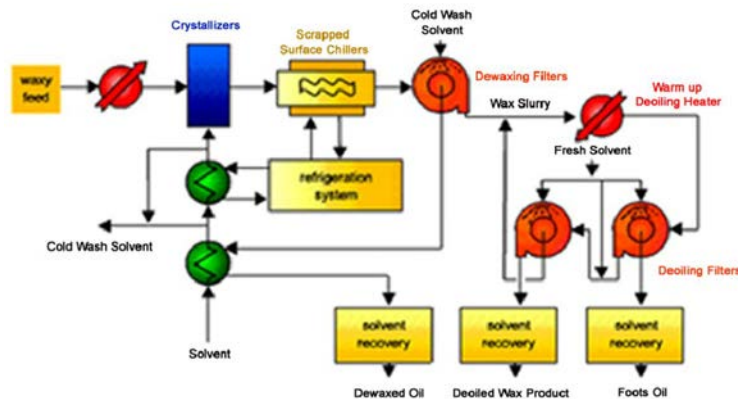 Crystallizers
Scrapped
Surface Chillers
Cold Wash
Solvent
Dewaxing Filters
waxy
feed
Wax Slurry
Warm up
Deoiling Heater
Fresh Solvent
refrigeration
system
Cold Wash Solvent
Deoiling Filters
Solvent
solvent
recovery
solvent
recovery
solvent
recovery
Dewaxed Oil
Deoiled Wax Product
Foots Oil